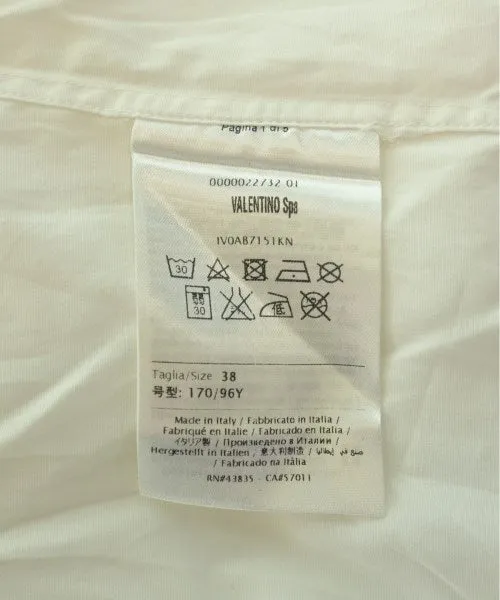 Pagina 1 di 5
0000022732 01
VALENTINO Spa
IV0AB7151KN
30
弱
30
低
Taglia/Size 38
号型: 170/96Y
Made in Italy / Fabbricato in Italia /
Fabriqué en Italie / Fabricado en Italia /
イタリア製 / Произведено в Италии /
Hergestellt in Italien / 意大利制造 / صنع في إيطاليا
/ Fabricado na Itália
RN#43835 - CA#57011